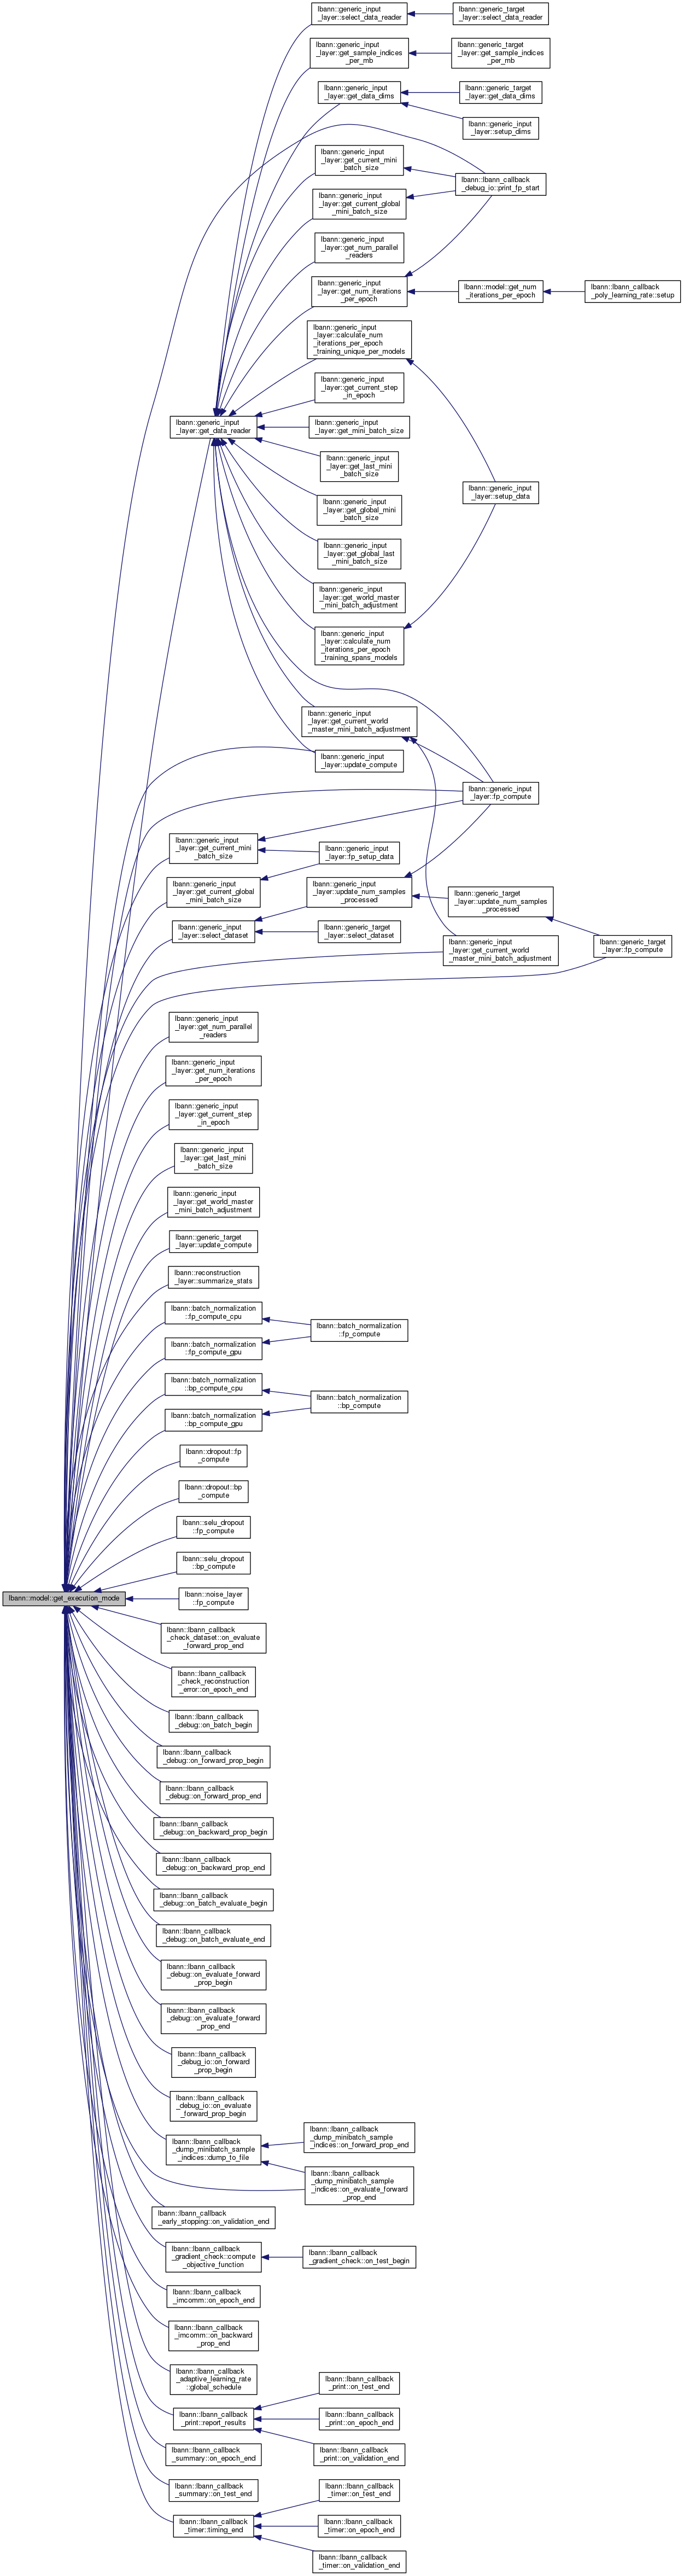 lbann::generic_input
_layer::select_data_reader
lbann::generic_target
_layer::select_data_reader
lbann::generic_input
_layer::get_sample_indices
_per_mb
lbann::generic_target
_layer::get_sample_indices
_per_mb
lbann::generic_input
_layer::get_data_dims
lbann::generic_target
_layer::get_data_dims
lbann::generic_input
_layer::setup_dims
lbann::generic_input
_layer::get_current_mini
_batch_size
lbann::lbann_callback
_debug_io::print_fp_start
lbann::generic_input
_layer::get_current_global
_mini_batch_size
lbann::generic_input
_layer::get_num_parallel
_readers
lbann::generic_input
_layer::get_num_iterations
_per_epoch
lbann::model::get_num
_iterations_per_epoch
lbann::lbann_callback
_poly_learning_rate::setup
lbann::generic_input
_layer::calculate_num
_iterations_per_epoch
_training_unique_per_models
lbann::generic_input
_layer::get_current_step
_in_epoch
lbann::generic_input
_layer::get_data_reader
lbann::generic_input
_layer::get_mini_batch_size
lbann::generic_input
_layer::get_last_mini
_batch_size
lbann::generic_input
_layer::setup_data
lbann::generic_input
_layer::get_global_mini
_batch_size
lbann::generic_input
_layer::get_global_last
_mini_batch_size
lbann::generic_input
_layer::get_world_master
_mini_batch_adjustment
lbann::generic_input
_layer::calculate_num
_iterations_per_epoch
_training_spans_models
lbann::generic_input
_layer::get_current_world
_master_mini_batch_adjustment
lbann::generic_input
_layer::update_compute
lbann::generic_input
_layer::fp_compute
lbann::generic_input
_layer::get_current_mini
_batch_size
lbann::generic_input
_layer::fp_setup_data
lbann::generic_input
_layer::get_current_global
_mini_batch_size
lbann::generic_input
_layer::update_num_samples
_processed
lbann::generic_target
_layer::update_num_samples
_processed
lbann::generic_input
_layer::select_dataset
lbann::generic_target
_layer::select_dataset
lbann::generic_input
_layer::get_current_world
_master_mini_batch_adjustment
lbann::generic_target
_layer::fp_compute
lbann::generic_input
_layer::get_num_parallel
_readers
lbann::generic_input
_layer::get_num_iterations
_per_epoch
lbann::generic_input
_layer::get_current_step
_in_epoch
lbann::generic_input
_layer::get_last_mini
_batch_size
lbann::generic_input
_layer::get_world_master
_mini_batch_adjustment
lbann::generic_target
_layer::update_compute
lbann::reconstruction
_layer::summarize_stats
lbann::batch_normalization
::fp_compute_cpu
lbann::batch_normalization
::fp_compute
lbann::batch_normalization
::fp_compute_gpu
lbann::batch_normalization
::bp_compute_cpu
lbann::batch_normalization
::bp_compute
lbann::batch_normalization
::bp_compute_gpu
lbann::dropout::fp
_compute
lbann::dropout::bp
_compute
lbann::selu_dropout
::fp_compute
lbann::selu_dropout
::bp_compute
lbann::model::get_execution_mode
lbann::noise_layer
::fp_compute
lbann::lbann_callback
_check_dataset::on_evaluate
_forward_prop_end
lbann::lbann_callback
_check_reconstruction
_error::on_epoch_end
lbann::lbann_callback
_debug::on_batch_begin
lbann::lbann_callback
_debug::on_forward_prop_begin
lbann::lbann_callback
_debug::on_forward_prop_end
lbann::lbann_callback
_debug::on_backward_prop_begin
lbann::lbann_callback
_debug::on_backward_prop_end
lbann::lbann_callback
_debug::on_batch_evaluate_begin
lbann::lbann_callback
_debug::on_batch_evaluate_end
lbann::lbann_callback
_debug::on_evaluate_forward
_prop_begin
lbann::lbann_callback
_debug::on_evaluate_forward
_prop_end
lbann::lbann_callback
_debug_io::on_forward
_prop_begin
lbann::lbann_callback
_debug_io::on_evaluate
_forward_prop_begin
lbann::lbann_callback
_dump_minibatch_sample
_indices::dump_to_file
lbann::lbann_callback
_dump_minibatch_sample
_indices::on_forward_prop_end
lbann::lbann_callback
_dump_minibatch_sample
_indices::on_evaluate_forward
_prop_end
lbann::lbann_callback
_early_stopping::on_validation_end
lbann::lbann_callback
_gradient_check::compute
_objective_function
lbann::lbann_callback
_gradient_check::on_test_begin
lbann::lbann_callback
_imcomm::on_epoch_end
lbann::lbann_callback
_imcomm::on_backward
_prop_end
lbann::lbann_callback
_adaptive_learning_rate
::global_schedule
lbann::lbann_callback
_print::on_test_end
lbann::lbann_callback
_print::report_results
lbann::lbann_callback
_print::on_epoch_end
lbann::lbann_callback
_summary::on_epoch_end
lbann::lbann_callback
_print::on_validation_end
lbann::lbann_callback
_summary::on_test_end
lbann::lbann_callback
_timer::on_test_end
lbann::lbann_callback
_timer::timing_end
lbann::lbann_callback
_timer::on_epoch_end
lbann::lbann_callback
_timer::on_validation_end